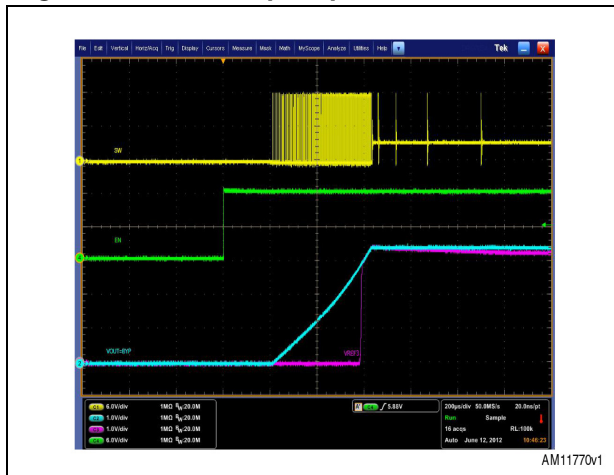 File Edit Vertical Horiz/Acq Trig Display Cursors Measure Mask Math MyScope Analyze Utilities Help Tek
SW
1
EN
4
VOUT=BYP
VREF3
2
C1 6.0V/div 1MΩ BW:20.0M
C2 1.0V/div 1MΩ BW:20.0M
C3 1.0V/div 1MΩ BW:20.0M
C4 6.0V/div 1MΩ BW:20.0M
A' C4 5.88V
200µs/div 50.0MS/s 20.0ns/pt
Run Sample
16 acqs RL:100k
Auto June 12, 2012 10:46:23
AM11770v1